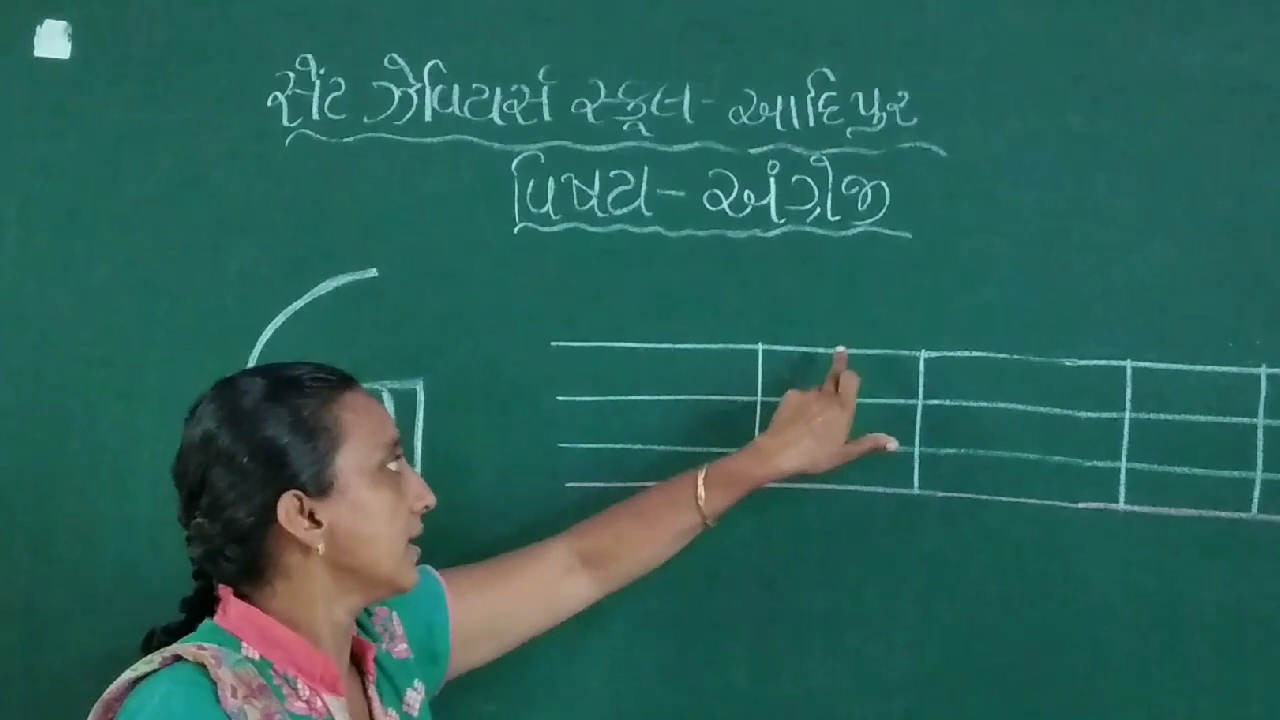 સેંટ ઝેવિયર્સ સ્કૂલ - આદિપુર
વિષય - અંગ્રેજી